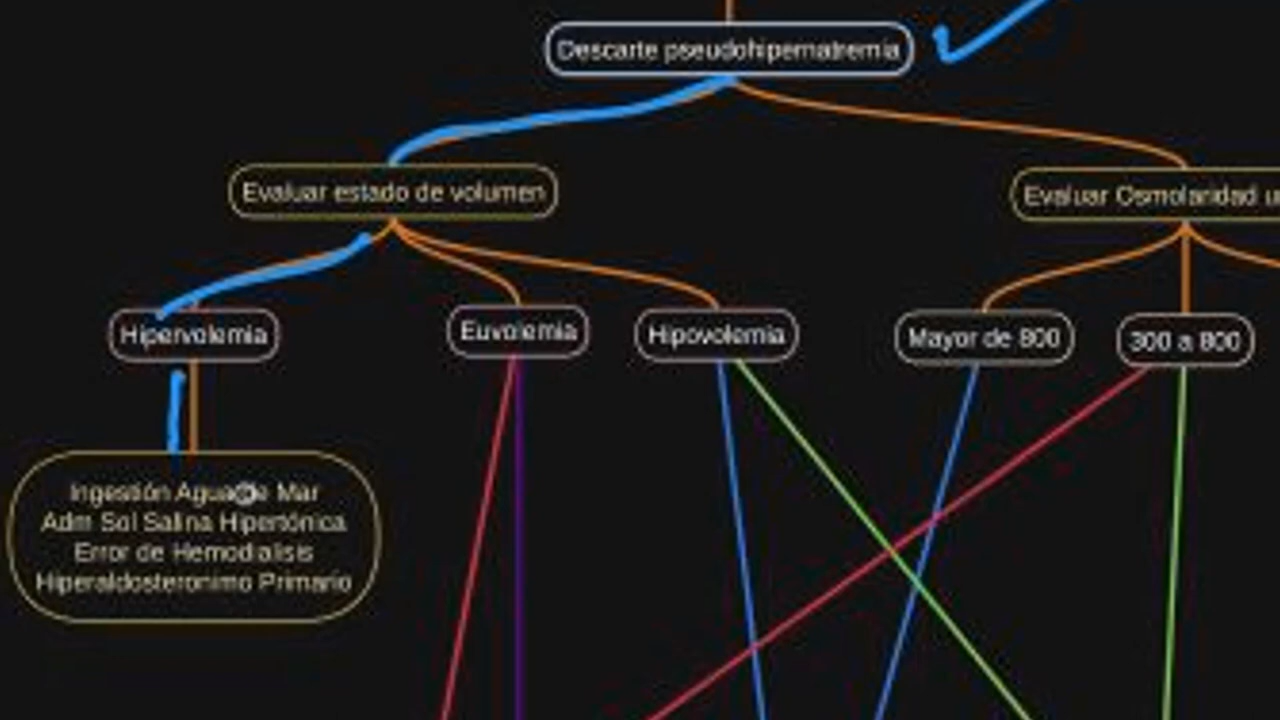 Descarte pseudohipernatremia
Evaluar estado de volumen
Evaluar Osmolaridad
Hipervolemia
Euvolemia
Hipovolemia
Mayor de 800
300 a 800
Ingestión Agua de Mar
Adm Sol Salina Hipertónica
Error de Hemodialisis
Hiperaldosteronimo Primario